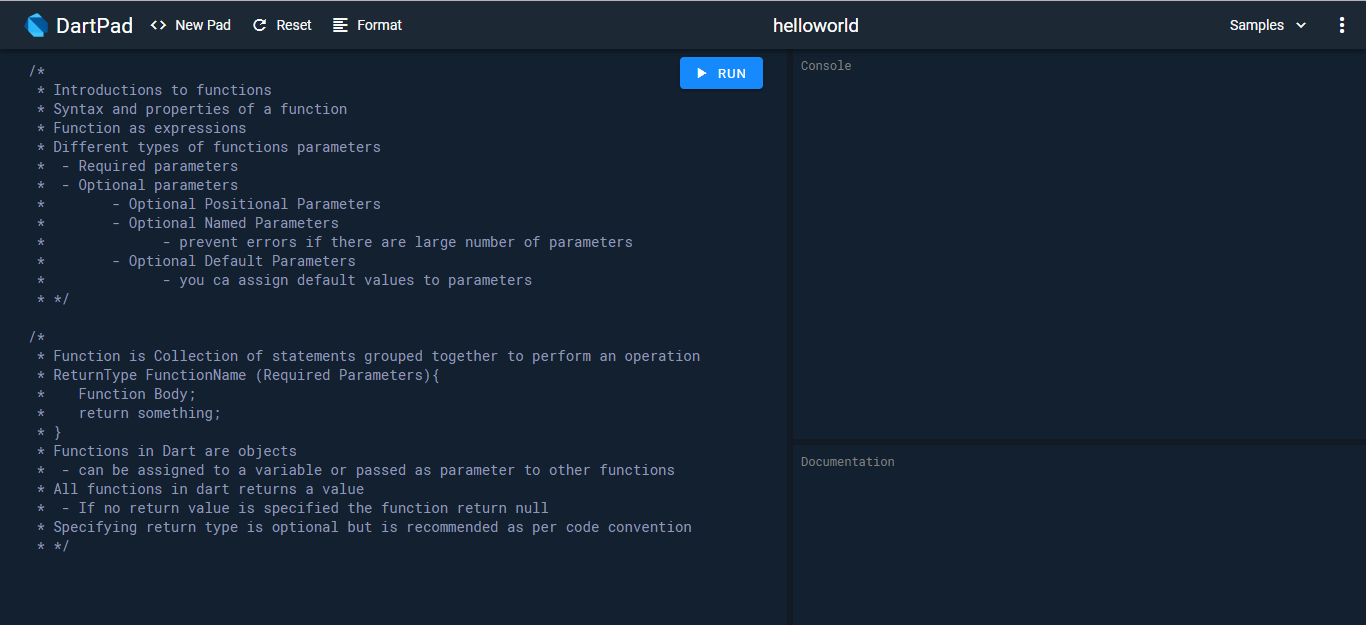 DartPad <> New Pad Reset Format helloworld Samples
/*
RUN
Console
* Introductions to functions
* Syntax and properties of a function
* Function as expressions
* Different types of functions parameters
*  - Required parameters
*  - Optional parameters
*        - Optional Positional Parameters
*        - Optional Named Parameters
*              - prevent errors if there are large number of parameters
*        - Optional Default Parameters
*              - you ca assign default values to parameters
* */
/*
* Function is Collection of statements grouped together to perform an operation
* ReturnType FunctionName (Required Parameters){
*    Function Body;
*    return something;
* }
* Functions in Dart are objects
*  - can be assigned to a variable or passed as parameter to other functions
* All functions in dart returns a value
*  - If no return value is specified the function return null
* Specifying return type is optional but is recommended as per code convention
* */
Documentation